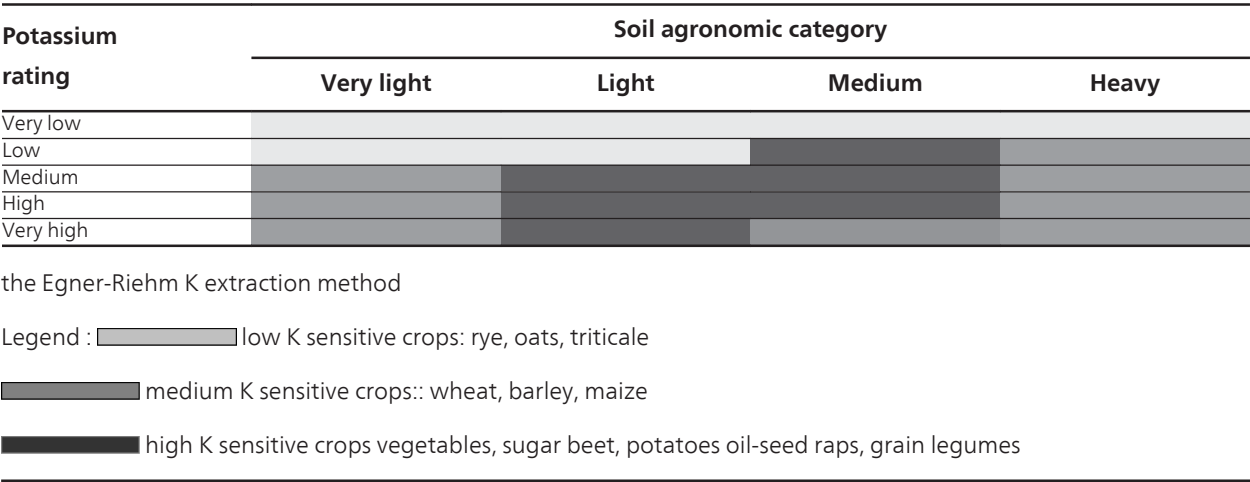 Potassium rating
Soil agronomic category
Very light Light Medium Heavy
Very low
Low
Medium
High
Very high
the Egner-Riehm K extraction method
Legend : low K sensitive crops: rye, oats, triticale
medium K sensitive crops:: wheat, barley, maize
high K sensitive crops vegetables, sugar beet, potatoes oil-seed raps, grain legumes